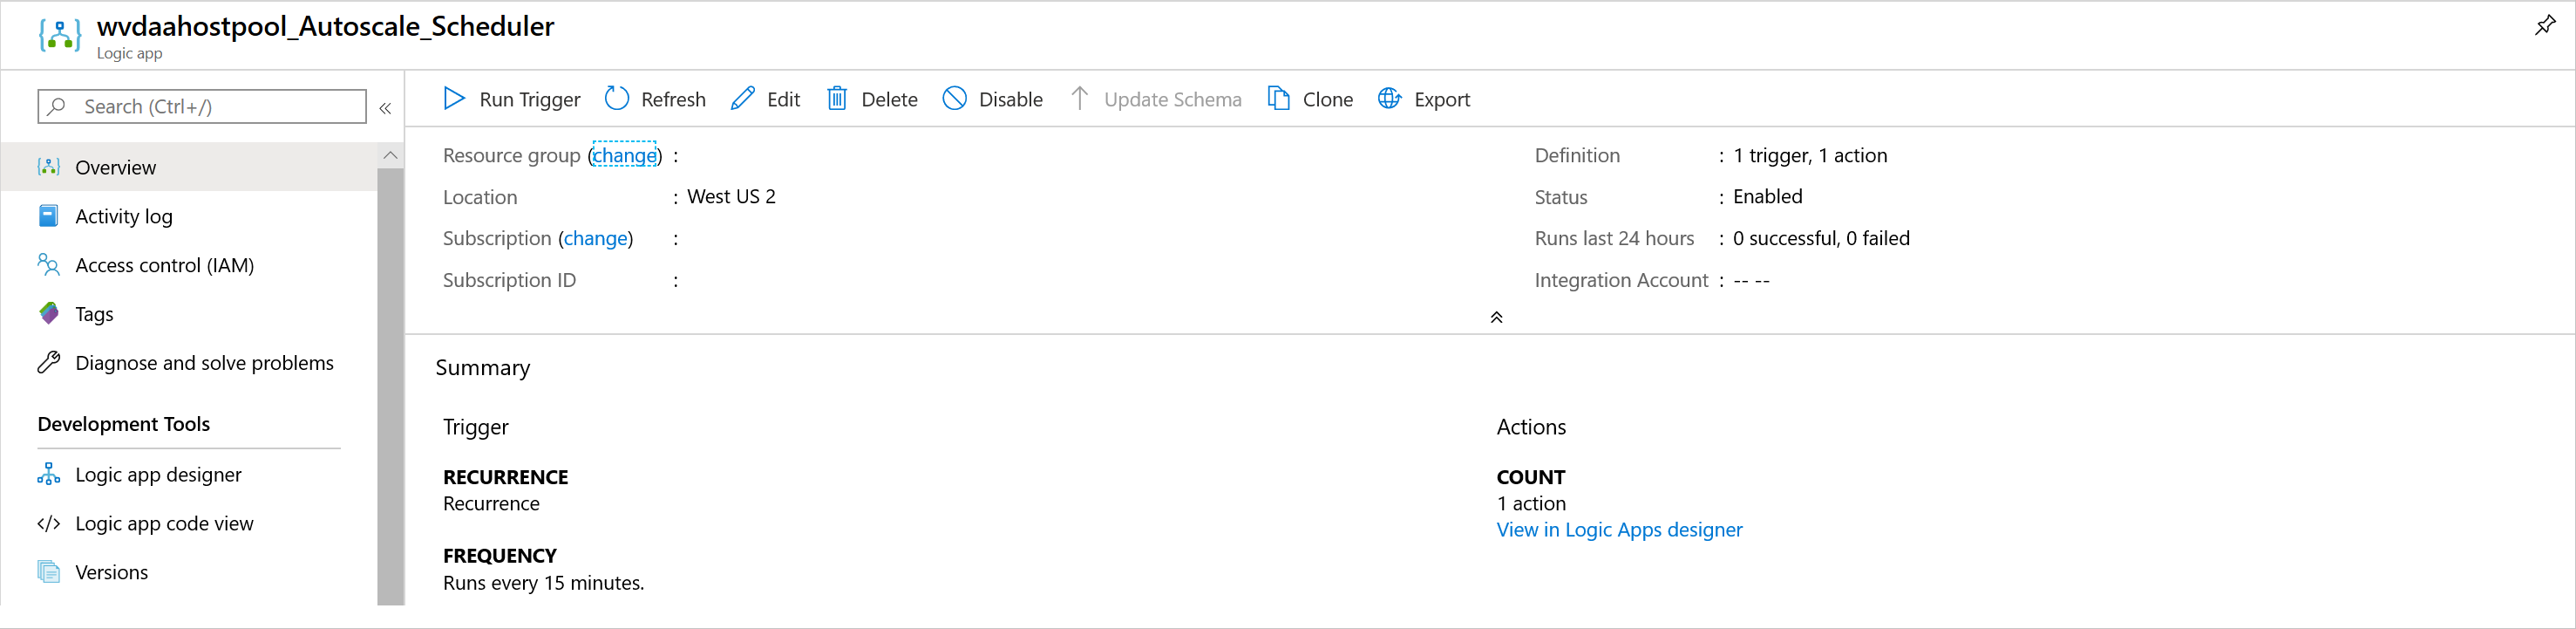 wvdaahostpool_Autoscale_Scheduler
Logic app
Search (Ctrl+/)
«
Overview
Activity log
Access control (IAM)
Tags
Diagnose and solve problems
Development Tools
Logic app designer
Logic app code view
Versions
Run Trigger Refresh Edit Delete Disable Update Schema Clone Export
Resource group (change) :
Location : West US 2
Subscription (change) :
Subscription ID :
Definition : 1 trigger, 1 action
Status : Enabled
Runs last 24 hours : 0 successful, 0 failed
Integration Account : -- --
Summary
Trigger
RECURRENCE
Recurrence
FREQUENCY
Runs every 15 minutes.
Actions
COUNT
1 action
View in Logic Apps designer